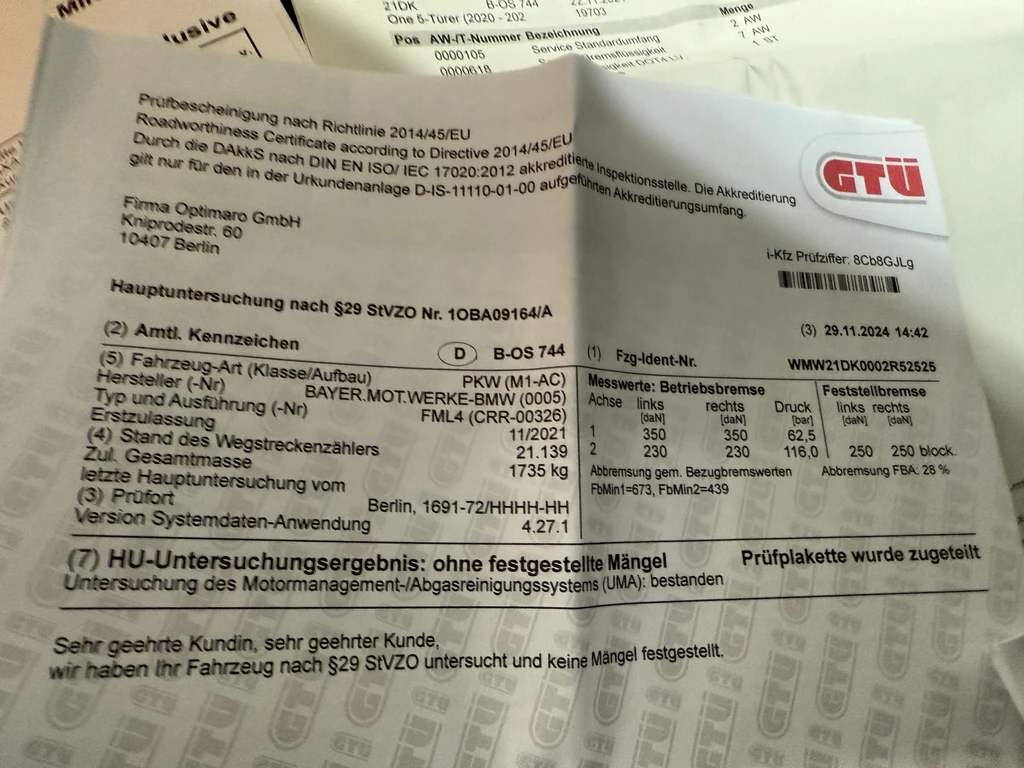 usive
21DK B-OS 744
One 5-Türer (2020 - 202 19703
Pos AW-/T-Nummer Bezeichnung Menge
0000105 Service Standardumfang 2 AW
0000618 7 AW
1 ST
Prüfbescheinigung nach Richtlinie 2014/45/EU
Roadworthiness Certificate according to Directive 2014/45/EU
Durch die DAkkS nach DIN EN ISO/ IEC 17020:2012 akkreditierte Inspektionsstelle. Die Akkreditierung
gilt nur für den in der Urkundenanlage D-IS-11110-01-00 aufgeführten Akkreditierungsumfang.
GTÜ
Firma Optimaro GmbH
Kniprodestr. 60
10407 Berlin
i-Kfz Prüfziffer: 8Cb8GJLg
Hauptuntersuchung nach §29 StVZO Nr. 1OBA09164/A
(3) 29.11.2024 14:42
(2) Amtl. Kennzeichen D B-OS 744
(1) Fzg-Ident-Nr. WMW21DK0002R52525
(5) Fahrzeug-Art (Klasse/Aufbau) PKW (M1-AC)
Hersteller (-Nr) BAYER.MOT.WERKE-BMW (0005)
Typ und Ausführung (-Nr) FML4 (CRR-00326)
Erstzulassung 11/2021
(4) Stand des Wegstreckenzählers 21.139
Zul. Gesamtmasse 1735 kg
letzte Hauptuntersuchung vom
(3) Prüfort Berlin, 1691-72/HHHH-HH
Version Systemdaten-Anwendung 4.27.1
Messwerte: Betriebsbremse Feststellbremse
Achse links rechts Druck links rechts
[daN] [daN] [bar] [daN] [daN]
1 350 350 62,5
2 230 230 116,0 250 250 block.
Abbremsung gem. Bezugbremswerten Abbremsung FBA: 28 %
FbMin1=673, FbMin2=439
(7) HU-Untersuchungsergebnis: ohne festgestellte Mängel Prüfplakette wurde zugeteilt
Untersuchung des Motormanagement-/Abgasreinigungssystems (UMA): bestanden
Sehr geehrte Kundin, sehr geehrter Kunde,
wir haben Ihr Fahrzeug nach §29 StVZO untersucht und keine Mängel festgestellt.